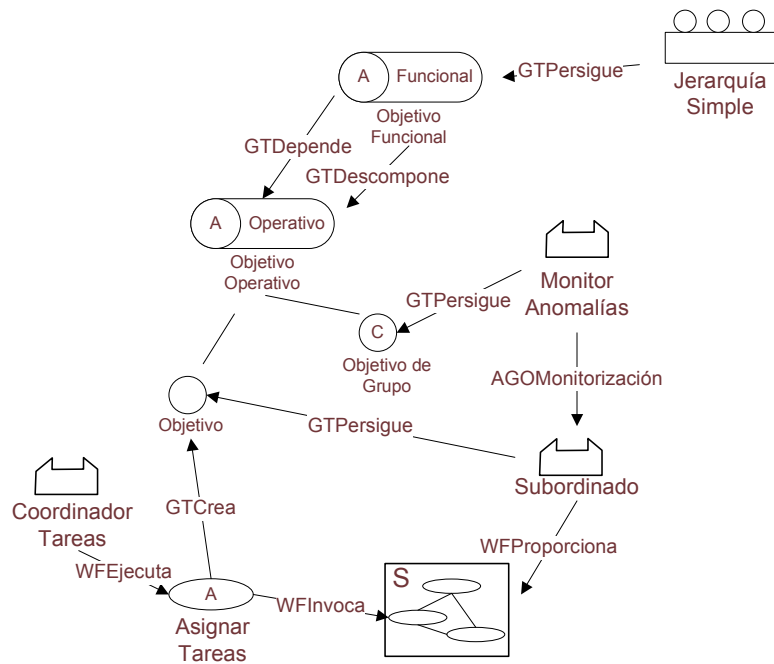 A Funcional
GTPersigue
Jerarquía
Simple
Objetivo
Funcional
GTDepende
GTDescompone
A Operativo
Objetivo
Operativo
Monitor
Anomalías
GTPersigue
C
Objetivo de
Grupo
AGOMonitorización
Objetivo
GTPersigue
Subordinado
Coordinador
Tareas
GTCrea
WFProporciona
WFEjecuta
S
A
WFInvoca
Asignar
Tareas